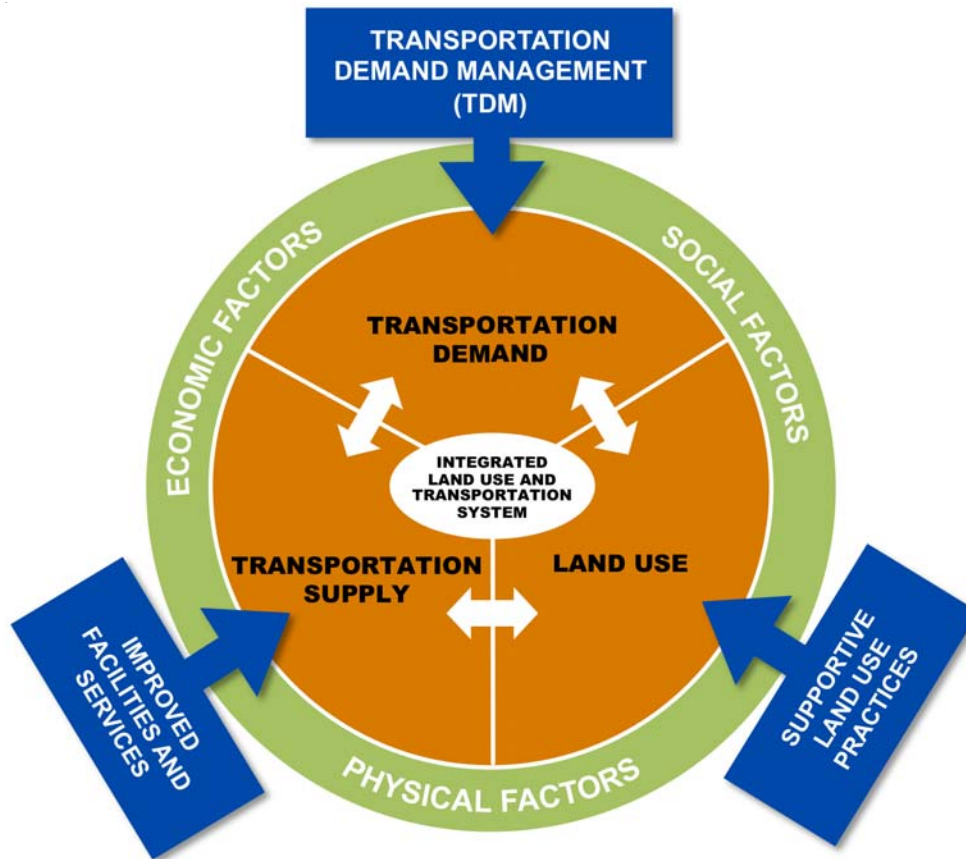 TRANSPORTATION
DEMAND MANAGEMENT
(TDM)
ECONOMIC FACTORS
SOCIAL FACTORS
TRANSPORTATION
DEMAND
INTEGRATED
LAND USE AND
TRANSPORTATION
SYSTEM
TRANSPORTATION
SUPPLY
LAND USE
IMPROVED
FACILITIES AND
SERVICES
SUPPORTIVE
LAND USE
PRACTICES
PHYSICAL FACTORS